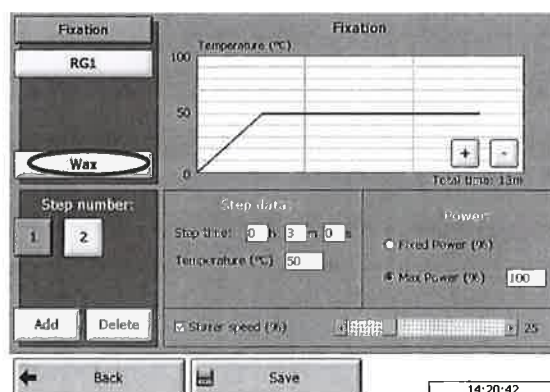 Fixation
RG1
Wax
Fixation
Temperature (°C)
100
50
0
+ -
Total time: 13m
Step number:
1 2
Add Delete
Step data:
Step time: 0 h 3 m 0 s
Temperature (°C) 50
Power:
Fixed Power (%)
Max Power (%) 100
Stirrer speed (%) 25
Back
Save
14:20:42